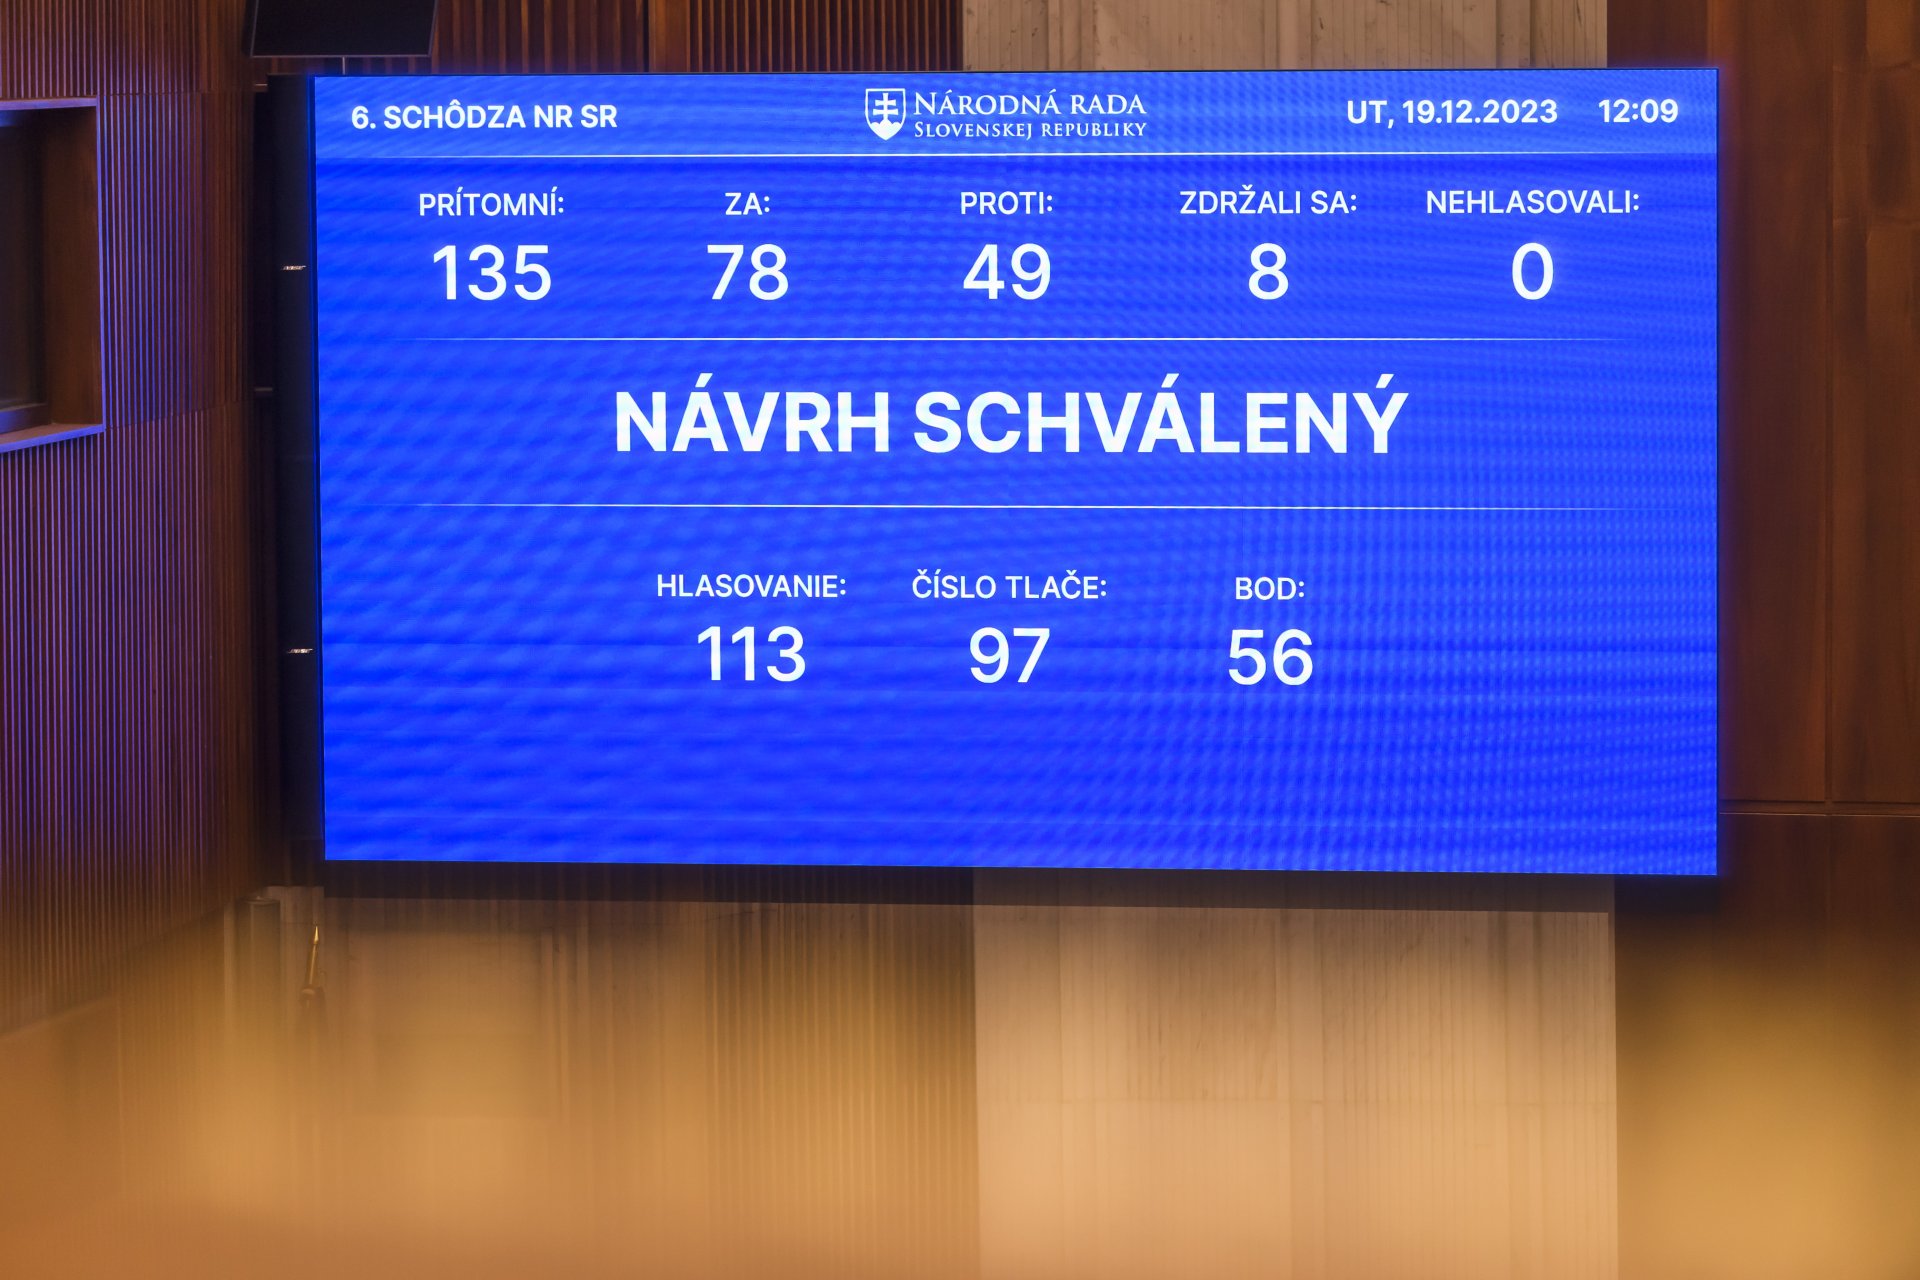 6. SCHÔDZA NR SR
NÁRODNÁ RADA
SLOVENSKEJ REPUBLIKY
UT, 19.12.2023 12:09
PRÍTOMNÍ: ZA: PROTI: ZDRŽALI SA: NEHLASOVALI:
135 78 49 8 0
NÁVRH SCHVÁLENÝ
HLASOVANIE: ČÍSLO TLAČE: BOD:
113 97 56